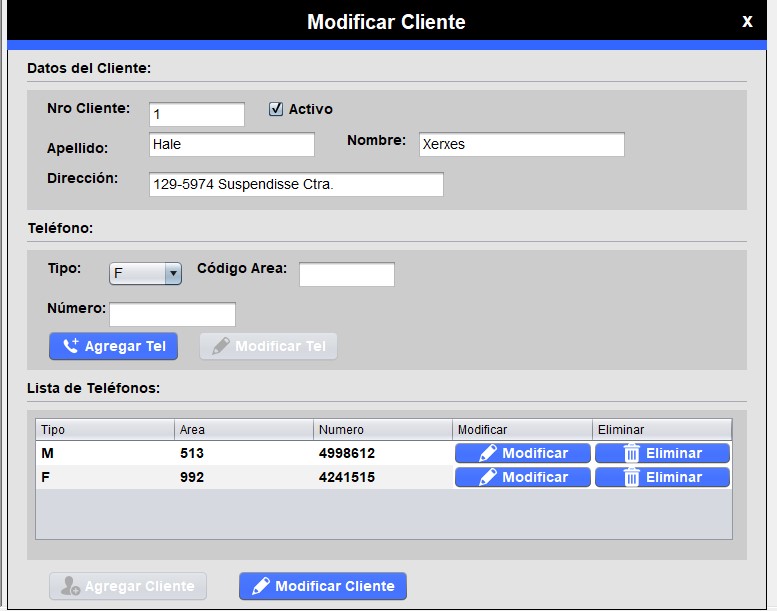 Modificar Cliente x
Datos del Cliente:
Nro Cliente: 1 Activo
Apellido: Hale Nombre: Xerxes
Dirección: 129-5974 Suspendisse Ctra.
Teléfono:
Tipo: F Código Area:
Número:
Agregar Tel Modificar Tel
Lista de Teléfonos:
Tipo Area Numero Modificar Eliminar
M 513 4998612 Modificar Eliminar
F 992 4241515 Modificar Eliminar
Agregar Cliente Modificar Cliente